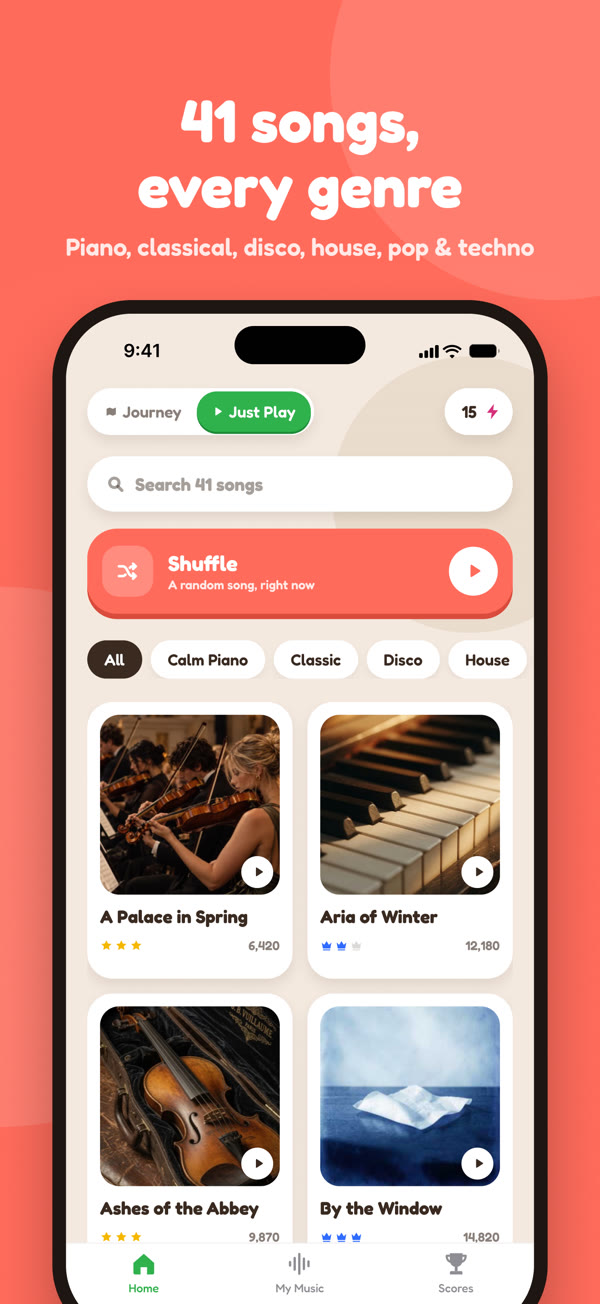 41 songs,
every genre
Piano, classical, disco, house, pop & techno
9:41
Journey
Just Play
15
Search 41 songs
Shuffle
A random song, right now
All
Calm Piano
Classic
Disco
House
A Palace in Spring
6,420
Aria of Winter
12,180
Ashes of the Abbey
9,870
By the Window
14,820
Home
My Music
Scores